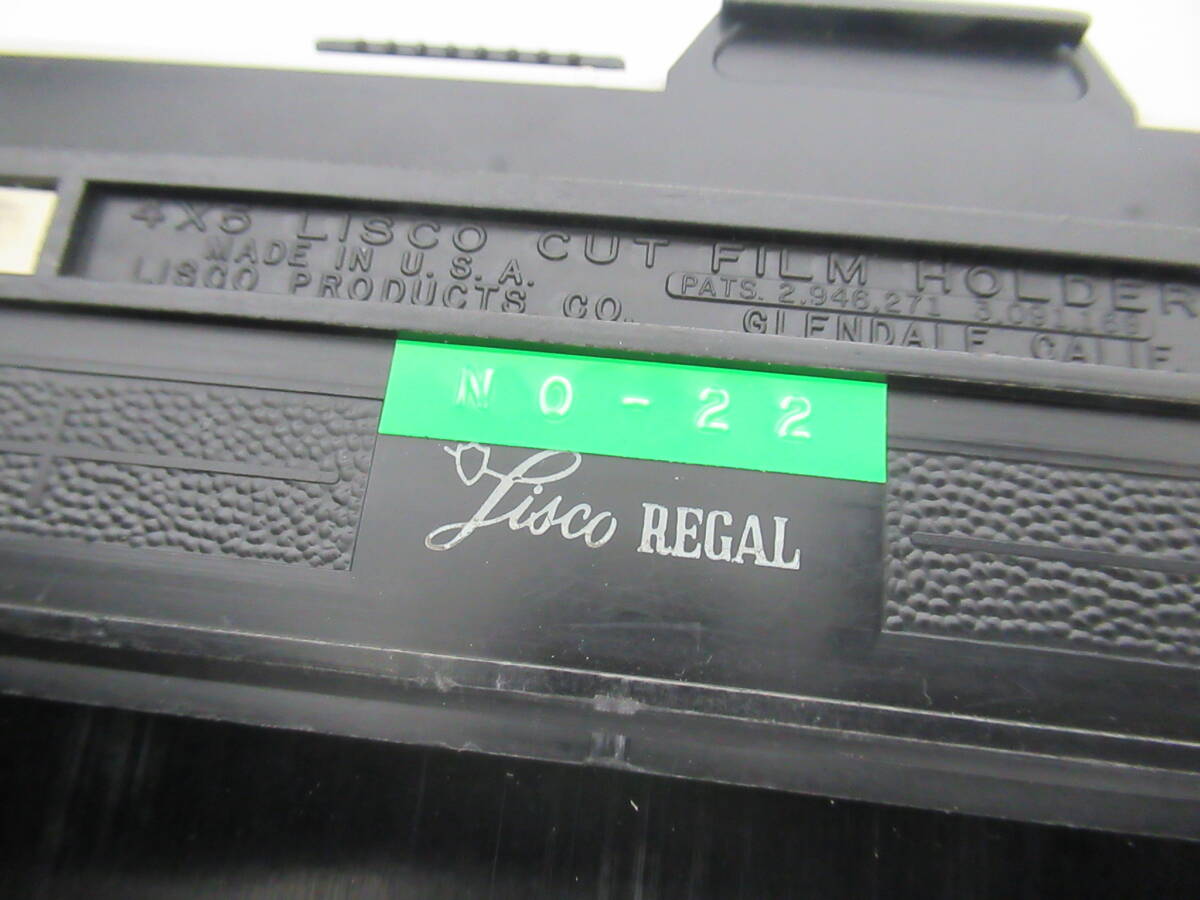 4X5 LISCO CUT FILM HOLDER
MADE IN U.S.A. PATS. 2,946,271 3,091,169
LISCO PRODUCTS CO. GLENDALE, CALIF.
NO-22
Lisco REGAL